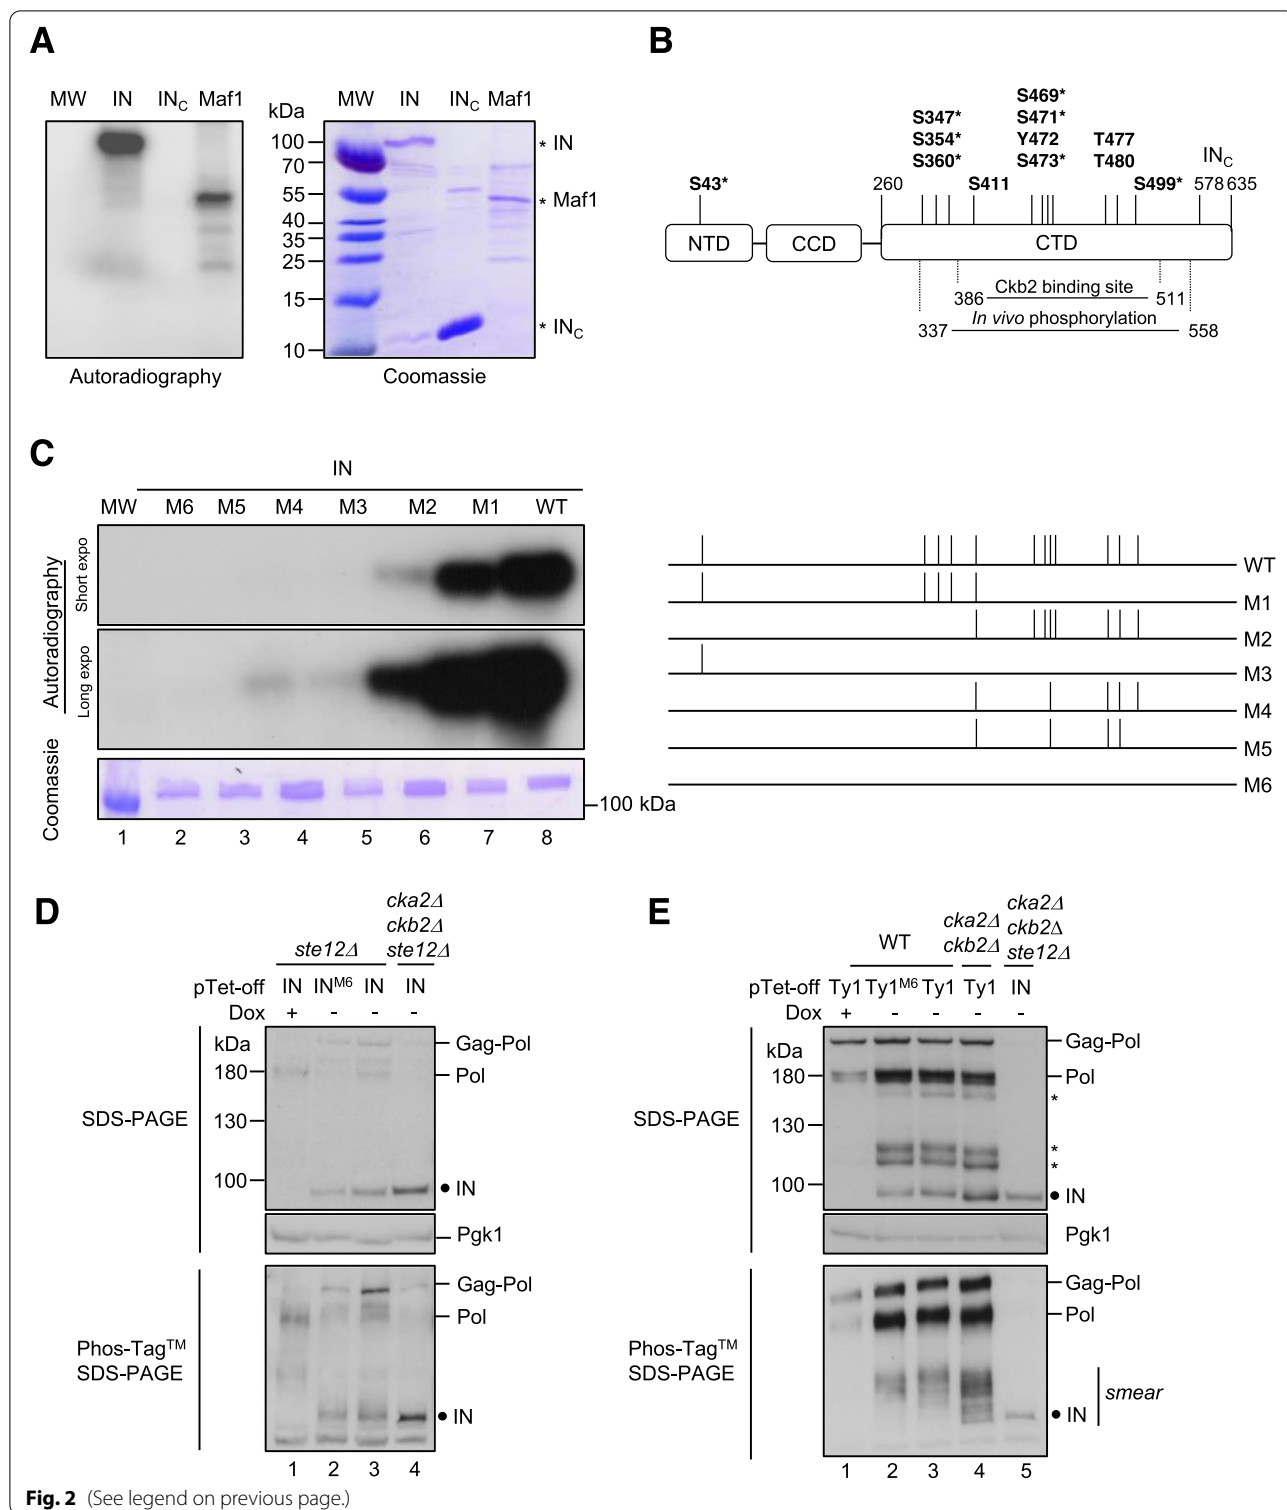 A
MW IN INC Maf1
Autoradiography
kDa
MW IN INC Maf1
100
70
55
40
35
25
15
10
* IN
* Maf1
* INC
Coomassie
B
S469*
S347* S471*
S354* Y472 T477
S360* S473* T480 INC
S43* 260 S411 S499* 578 635
NTD CCD CTD
386 Ckb2 binding site 511
337 In vivo phosphorylation 558
C
IN
MW M6 M5 M4 M3 M2 M1 WT
Autoradiography
Short expo
Long expo
Coomassie
100 kDa
1 2 3 4 5 6 7 8
WT
M1
M2
M3
M4
M5
M6
D
cka2Δ
ckb2Δ
ste12Δ ste12Δ
pTet-off IN INM6 IN IN
Dox + - - -
kDa
180
130
100
SDS-PAGE
Gag-Pol
Pol
• IN
Pgk1
Phos-TagTM
SDS-PAGE
Gag-Pol
Pol
• IN
1 2 3 4
E
cka2Δ
cka2Δ ckb2Δ
WT ckb2Δ ste12Δ
pTet-off Ty1 Ty1M6 Ty1 Ty1 IN
Dox + - - - -
kDa
180
130
100
SDS-PAGE
Gag-Pol
Pol
*
*
*
• IN
Pgk1
Phos-TagTM
SDS-PAGE
Gag-Pol
Pol
smear
• IN
1 2 3 4 5
Fig. 2 (See legend on previous page.)